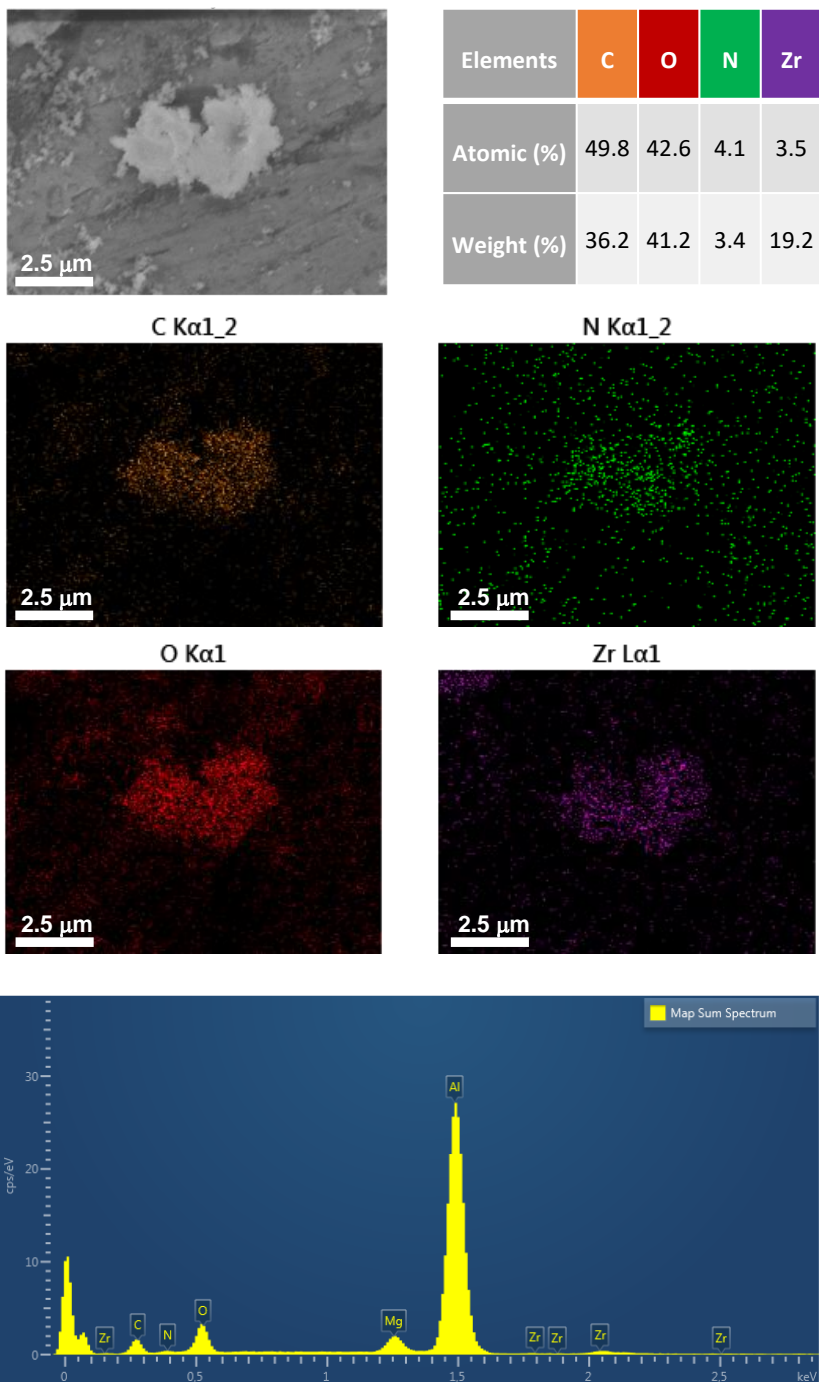 2.5 μm
Elements C O N Zr
Atomic (%) 49.8 42.6 4.1 3.5
Weight (%) 36.2 41.2 3.4 19.2
C Kα1_2
2.5 μm
N Kα1_2
2.5 μm
O Kα1
2.5 μm
Zr Lα1
2.5 μm
Map Sum Spectrum
30
20
10
0
cps/eV
Zr
C
N
O
Mg
Al
Zr
Zr
Zr
Zr
0 0,5 1 1,5 2 2,5 keV